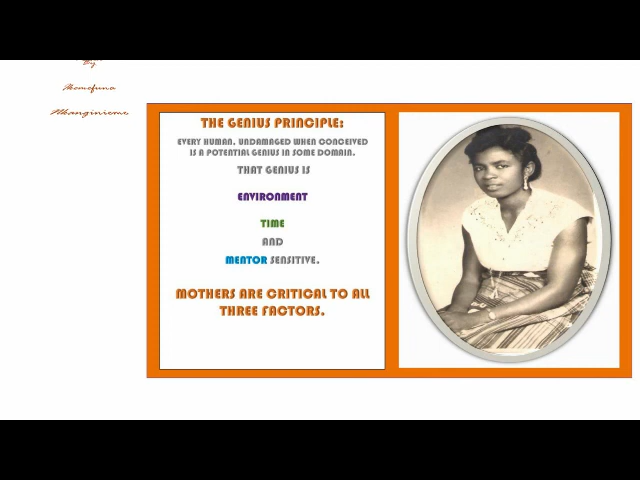 By
THE GENIUS PRINCIPLE:
EVERY HUMAN, UNDAMAGED WHEN CONCEIVED
IS A POTENTIAL GENIUS IN SOME DOMAIN.
THAT GENIUS IS
ENVIRONMENT
TIME
AND
MENTOR SENSITIVE.
MOTHERS ARE CRITICAL TO ALL
THREE FACTORS.